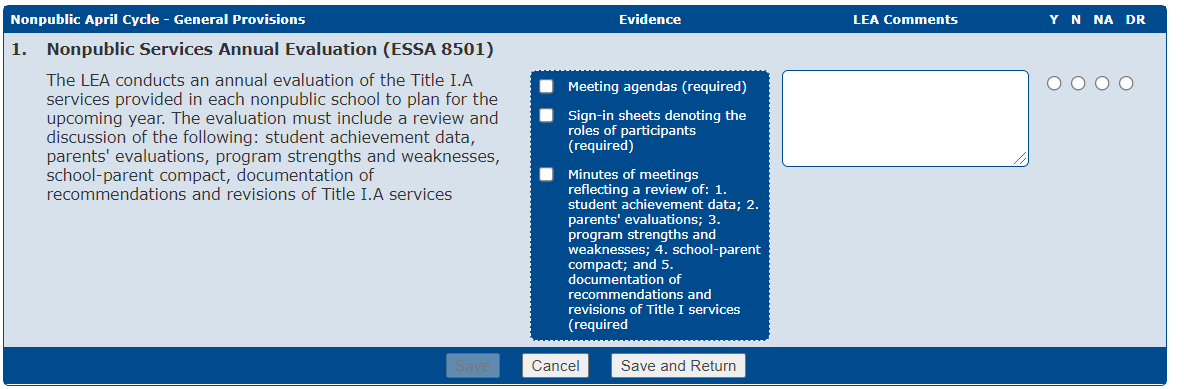 Nonpublic April Cycle - General Provisions Evidence LEA Comments Y N NA DR
1. Nonpublic Services Annual Evaluation (ESSA 8501)
The LEA conducts an annual evaluation of the Title I.A
services provided in each nonpublic school to plan for the
upcoming year. The evaluation must include a review and
discussion of the following: student achievement data,
parents' evaluations, program strengths and weaknesses,
school-parent compact, documentation of
recommendations and revisions of Title I.A services
Meeting agendas (required)
Sign-in sheets denoting the
roles of participants
(required)
Minutes of meetings
reflecting a review of: 1.
student achievement data; 2.
parents' evaluations; 3.
program strengths and
weaknesses; 4. school-parent
compact; and 5.
documentation of
recommendations and
revisions of Title I services
(required
Save Cancel Save and Return